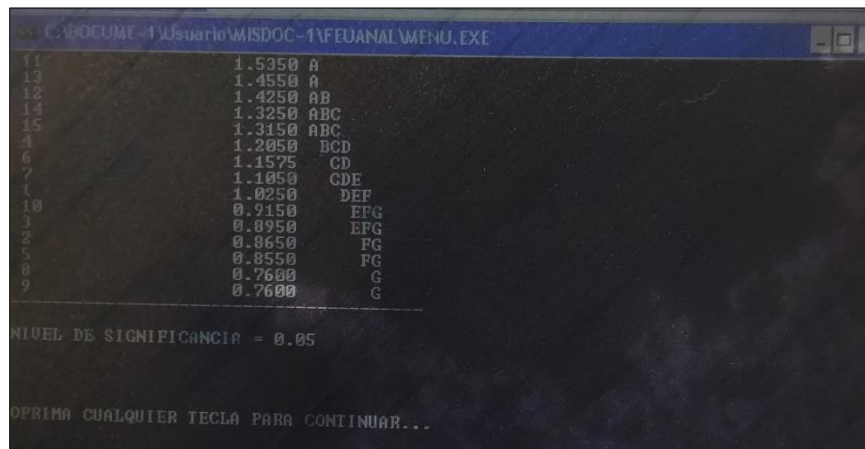 C:\DOCUME~1\Usuario\MISDOC~1\FEUANAL\MENU.EXE
11 1.5350 A
13 1.4550 A
12 1.4250 AB
14 1.3250 ABC
15 1.3150 ABC
4 1.2050 BCD
6 1.1575 CD
7 1.1050 CDE
1 1.0250 DEF
10 0.9150 EFG
3 0.8950 EFG
2 0.8650 FG
5 0.8550 FG
8 0.7600 G
9 0.7600 G
NIVEL DE SIGNIFICANCIA = 0.05
OPRIMA CUALQUIER TECLA PARA CONTINUAR...